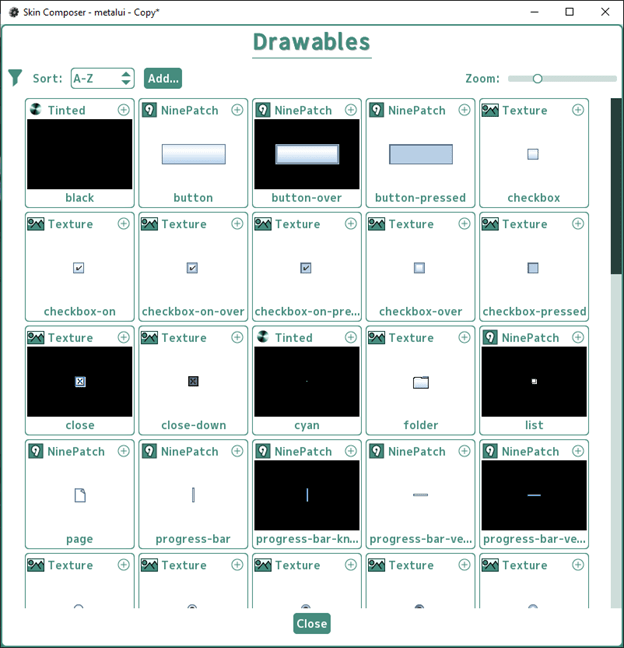 Skin Composer - metalui - Copy*
Drawables
Sort: A-Z Add... Zoom:
Tinted NinePatch NinePatch NinePatch Texture
black button button-over button-pressed checkbox
Texture Texture Texture Texture Texture
checkbox-on checkbox-on-over checkbox-on-pre... checkbox-over checkbox-pressed
Texture Texture Tinted Texture NinePatch
close close-down cyan folder list
NinePatch NinePatch NinePatch NinePatch NinePatch
page progress-bar progress-bar-kn... progress-bar-ve... progress-bar-ve...
Texture Texture Texture Texture Texture
Close